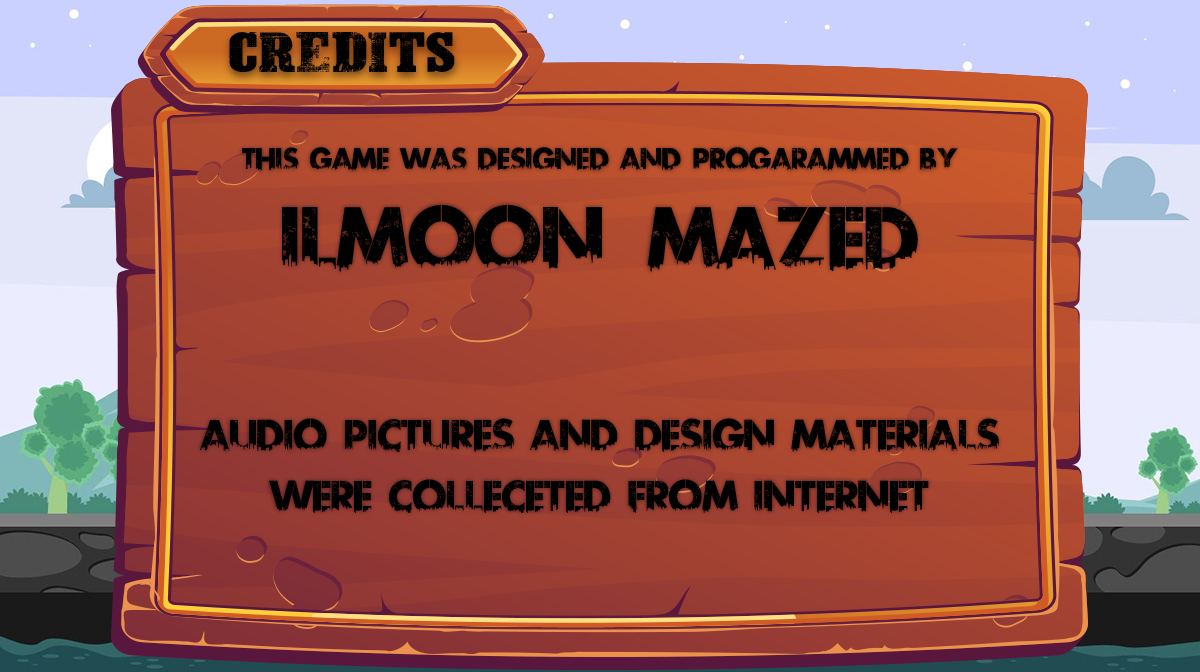 CREDITS
THIS GAME WAS DESIGNED AND PROGARAMMED BY
ILMOON MAZED
AUDIO PICTURES AND DESIGN MATERIALS
WERE COLLECETED FROM INTERNET